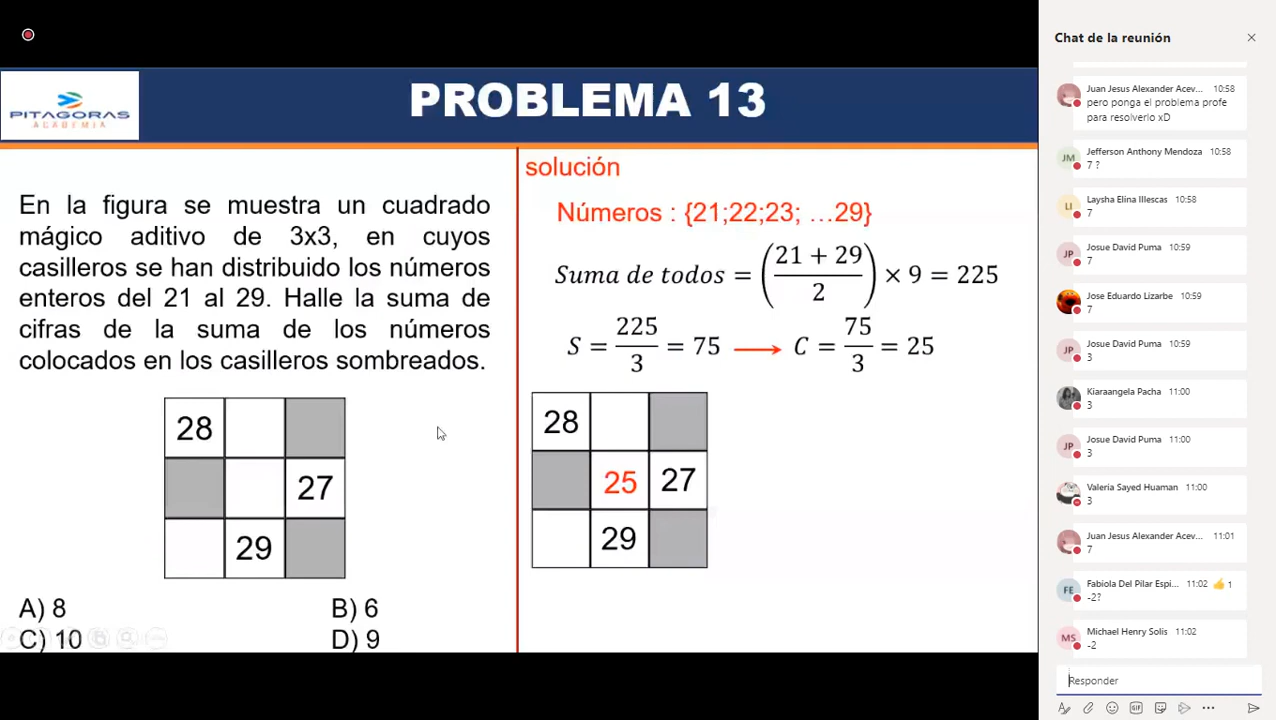 PITAGORAS
ACADEMIA
PROBLEMA 13
En la figura se muestra un cuadrado
mágico aditivo de 3x3, en cuyos
casilleros se han distribuido los números
enteros del 21 al 29. Halle la suma de
cifras de la suma de los números
colocados en los casilleros sombreados.
28
27
29
A) 8
B) 6
C) 10
D) 9
solución
Números : {21;22;23; …29}
Suma de todos = (21 + 29 / 2) × 9 = 225
S = 225/3 = 75 → C = 75/3 = 25
28
25 27
29
Chat de la reunión
Juan Jesus Alexander Acev... 10:58
pero ponga el problema profe
para resolverlo xD
JM
Jefferson Anthony Mendoza 10:58
7 ?
LI
Laysha Elina Illescas 10:58
7
JP
Josue David Puma 10:59
7
Jose Eduardo Lizarbe 10:59
7
JP
Josue David Puma 10:59
3
Kiaraangela Pacha 11:00
3
JP
Josue David Puma 11:00
3
Valeria Sayed Huaman 11:00
3
Juan Jesus Alexander Acev... 11:01
7
FE
Fabiola Del Pilar Espi... 11:02 👍 1
-2?
MS
Michael Henry Solis 11:02
-2
Responder
GIF